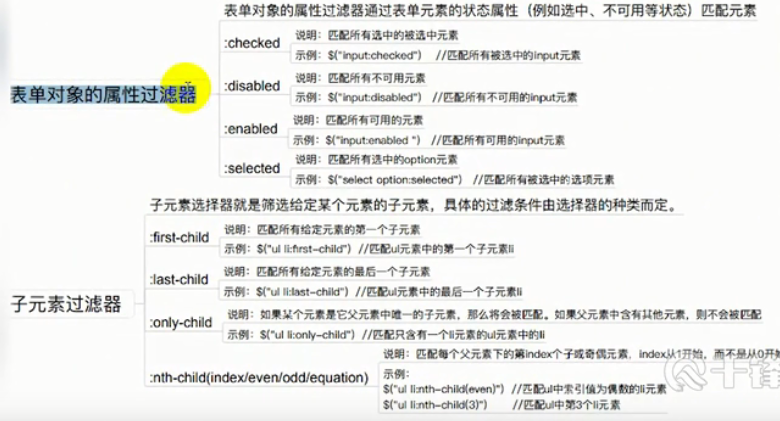 表单对象的属性过滤器通过表单元素的状态属性（例如选中、不可用等状态）匹配元素
表单对象的属性过滤器
:checked
说明：匹配所有选中的被选中元素
示例：$("input:checked") //匹配所有被选中的input元素
:disabled
说明：匹配所有不可用元素
示例：$("input:disabled") //匹配所有不可用的input元素
:enabled
说明：匹配所有可用的元素
示例：$("input:enabled ") //匹配所有可用的input元素
:selected
说明：匹配所有选中的option元素
示例：$("select option:selected") //匹配所有被选中的选项元素
子元素选择器就是筛选给定某个元素的子元素，具体的过滤条件由选择器的种类而定。
子元素过滤器
:first-child
说明：匹配所有给定元素的第一个子元素
示例：$("ul li:first-child") //匹配ul元素中的第一个子元素li
:last-child
说明：匹配所有给定元素的最后一个子元素
示例：$("ul li:last-child") //匹配ul元素中的最后一个子元素li
:only-child
说明：如果某个元素是它父元素中唯一的子元素，那么将会被匹配。如果父元素中含有其他元素，则不会被匹配
示例：$("ul li:only-child") //匹配只含有一个li元素的ul元素中的li
:nth-child(index/even/odd/equation)
说明：匹配每个父元素下的第index个子或奇偶元素，index从1开始，而不是从0开始
示例：
$("ul li:nth-child(even)") //匹配ul中索引值为偶数的li元素
$("ul li:nth-child(3)") //匹配ul中第3个li元素
千锋